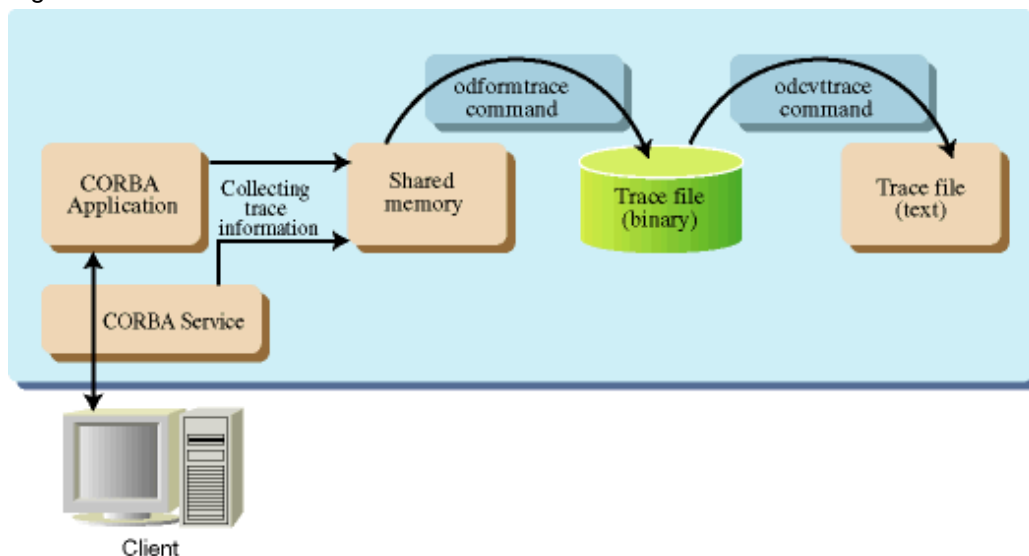 odformtrace
command
odcvttrace
command
CORBA
Application
Collecting
trace
information
Shared
memory
Trace file
(binary)
Trace file
(text)
CORBA Service
Client